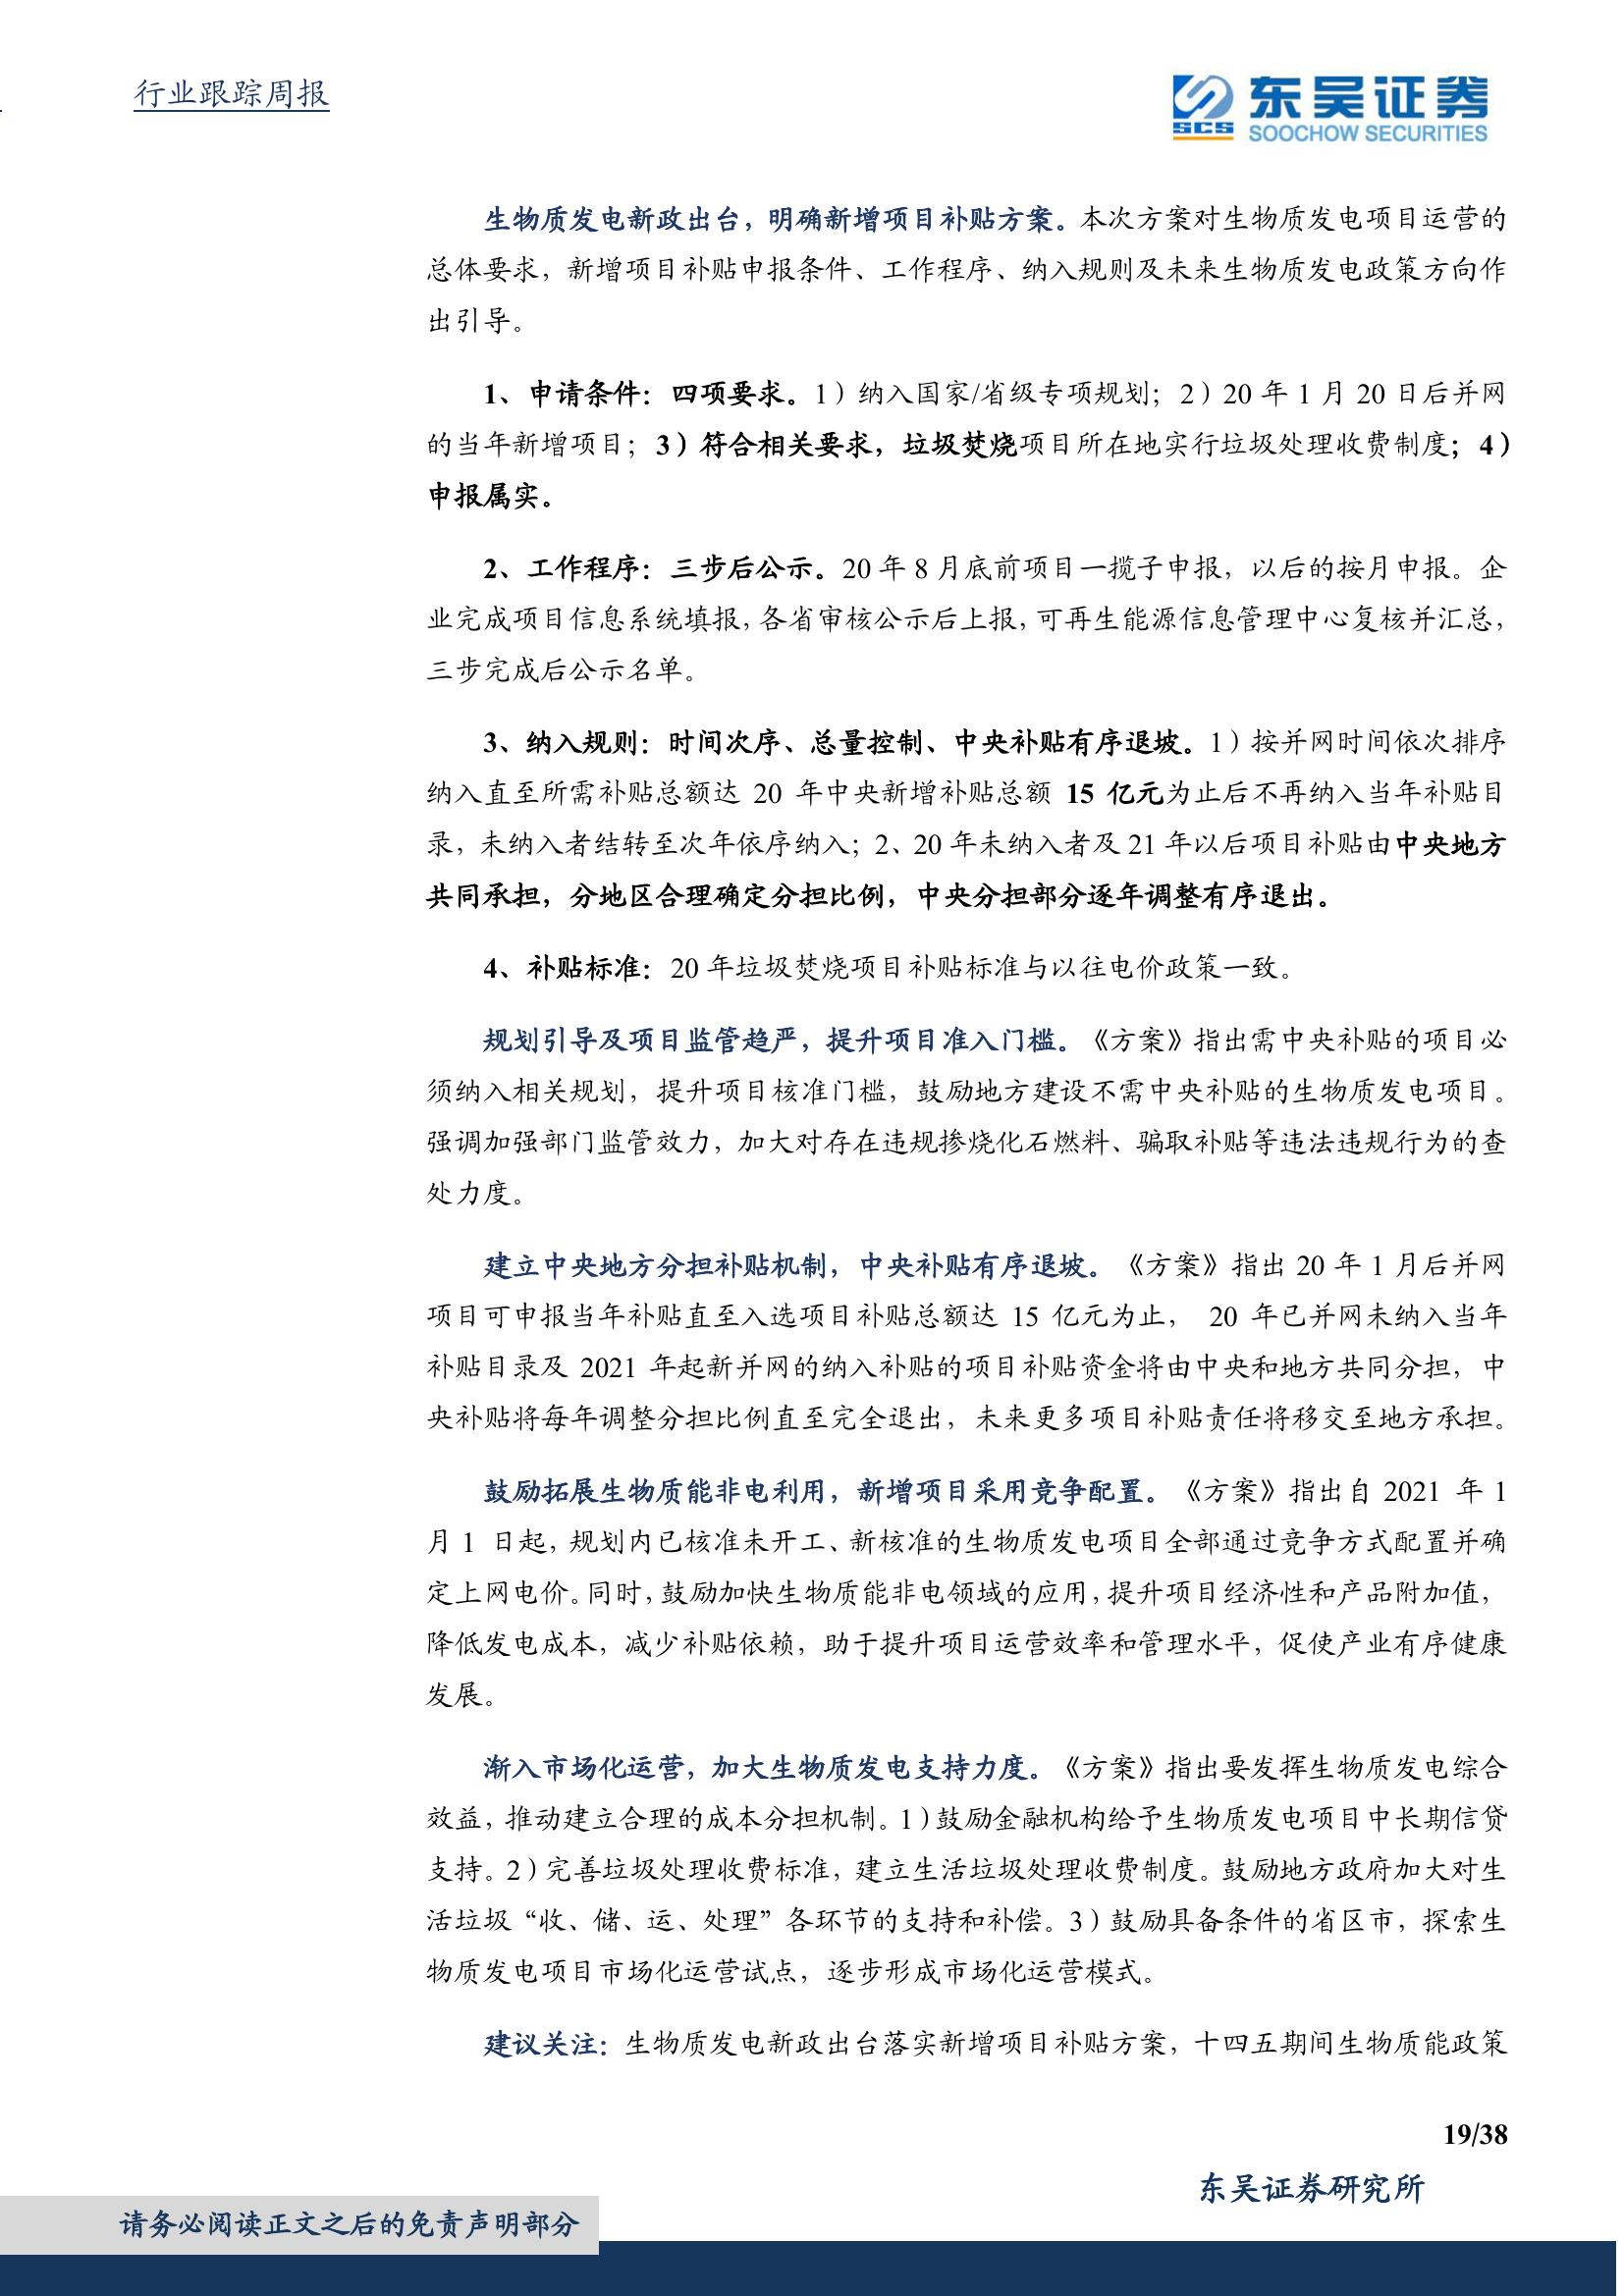 行业跟踪周报
SCS
东吴证券
SOOCHOW SECURITIES
生物质发电新政出台，明确新增项目补贴方案。本次方案对生物质发电项目运营的
总体要求，新增项目补贴申报条件、工作程序、纳入规则及未来生物质发电政策方向作
出引导。
1、申请条件：四项要求。1）纳入国家/省级专项规划；2）20 年 1 月 20 日后并网
的当年新增项目；3）符合相关要求，垃圾焚烧项目所在地实行垃圾处理收费制度；4）
申报属实。
2、工作程序：三步后公示。20 年 8 月底前项目一揽子申报，以后的按月申报。企
业完成项目信息系统填报，各省审核公示后上报，可再生能源信息管理中心复核并汇总，
三步完成后公示名单。
3、纳入规则：时间次序、总量控制、中央补贴有序退坡。1）按并网时间依次排序
纳入直至所需补贴总额达 20 年中央新增补贴总额 15 亿元为止后不再纳入当年补贴目
录，未纳入者结转至次年依序纳入；2、20 年未纳入者及 21 年以后项目补贴由中央地方
共同承担，分地区合理确定分担比例，中央分担部分逐年调整有序退出。
4、补贴标准：20 年垃圾焚烧项目补贴标准与以往电价政策一致。
规划引导及项目监管趋严，提升项目准入门槛。《方案》指出需中央补贴的项目必
须纳入相关规划，提升项目核准门槛，鼓励地方建设不需中央补贴的生物质发电项目。
强调加强部门监管效力，加大对存在违规掺烧化石燃料、骗取补贴等违法违规行为的查
处力度。
建立中央地方分担补贴机制，中央补贴有序退坡。《方案》指出 20 年 1 月后并网
项目可申报当年补贴直至入选项目补贴总额达 15 亿元为止， 20 年已并网未纳入当年
补贴目录及 2021 年起新并网的纳入补贴的项目补贴资金将由中央和地方共同分担，中
央补贴将每年调整分担比例直至完全退出，未来更多项目补贴责任将移交至地方承担。
鼓励拓展生物质能非电利用，新增项目采用竞争配置。《方案》指出自 2021 年 1
月 1 日起，规划内已核准未开工、新核准的生物质发电项目全部通过竞争方式配置并确
定上网电价。同时，鼓励加快生物质能非电领域的应用，提升项目经济性和产品附加值，
降低发电成本，减少补贴依赖，助于提升项目运营效率和管理水平，促使产业有序健康
发展。
渐入市场化运营，加大生物质发电支持力度。《方案》指出要发挥生物质发电综合
效益，推动建立合理的成本分担机制。1）鼓励金融机构给予生物质发电项目中长期信贷
支持。2）完善垃圾处理收费标准，建立生活垃圾处理收费制度。鼓励地方政府加大对生
活垃圾“收、储、运、处理”各环节的支持和补偿。3）鼓励具备条件的省区市，探索生
物质发电项目市场化运营试点，逐步形成市场化运营模式。
建议关注：生物质发电新政出台落实新增项目补贴方案，十四五期间生物质能政策
19/38
东吴证券研究所
请务必阅读正文之后的免责声明部分